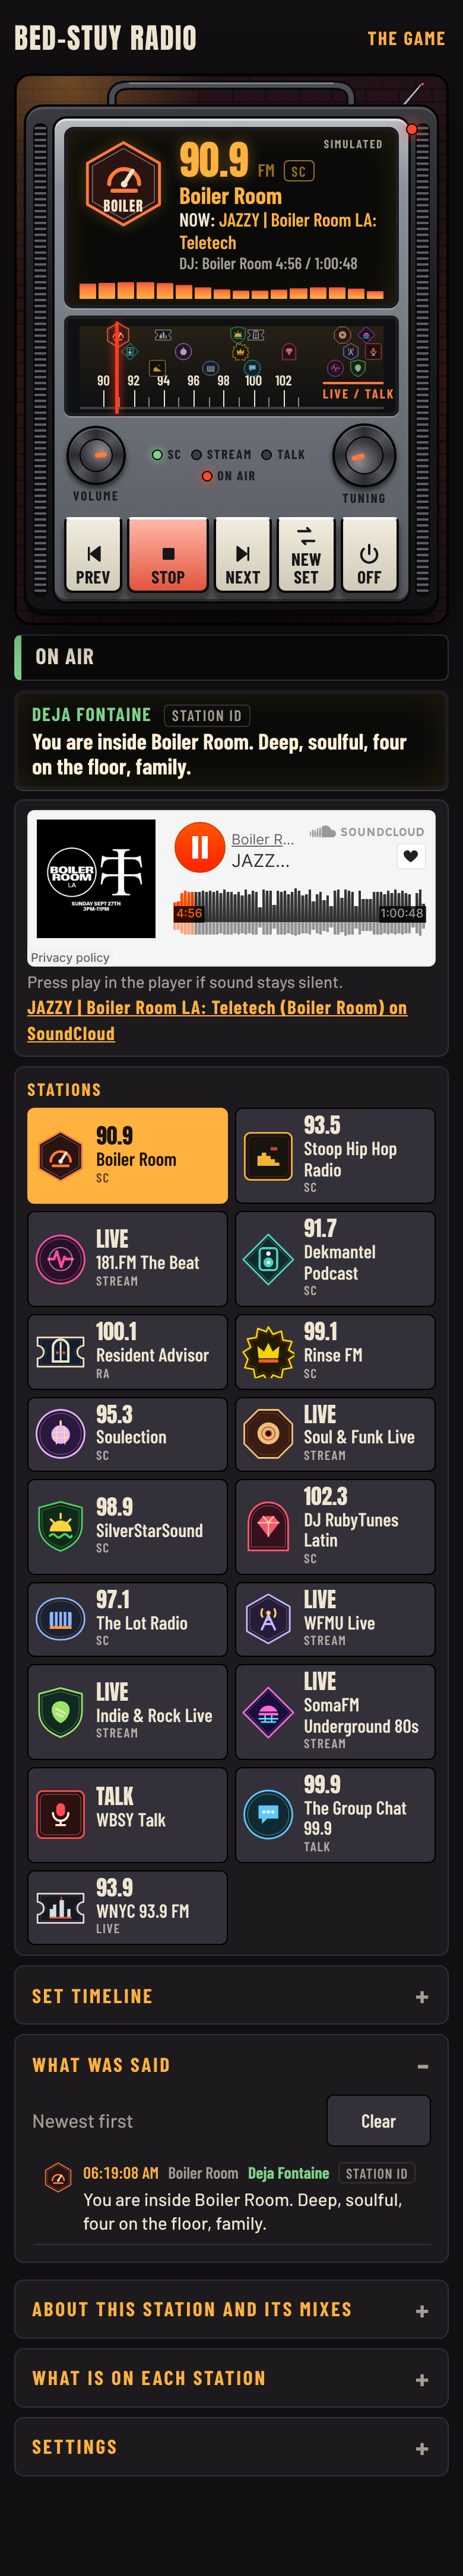 BED-STUY RADIO
THE GAME
SIMULATED
BOILER
90.9 FM SC
Boiler Room
NOW: JAZZY | Boiler Room LA:
Teletech
DJ: Boiler Room 4:56 / 1:00:48
90 92 94 96 98 100 102
LIVE / TALK
SC STREAM TALK
ON AIR
VOLUME
TUNING
PREV
STOP
NEXT
NEW
SET
OFF
ON AIR
DEJA FONTAINE STATION ID
You are inside Boiler Room. Deep, soulful, four
on the floor, family.
BOILER
ROOM
LA
SUNDAY SEPT 27TH
3PM-11PM
Boiler R...
JAZZ...
SOUNDCLOUD
4:56
1:00:48
Privacy policy
Press play in the player if sound stays silent.
JAZZY | Boiler Room LA: Teletech (Boiler Room) on
SoundCloud
STATIONS
90.9
Boiler Room
SC
93.5
Stoop Hip Hop
Radio
SC
LIVE
181.FM The Beat
STREAM
91.7
Dekmantel
Podcast
SC
100.1
Resident Advisor
RA
99.1
Rinse FM
SC
95.3
Soulection
SC
LIVE
Soul & Funk Live
STREAM
98.9
SilverStarSound
SC
102.3
DJ RubyTunes
Latin
SC
97.1
The Lot Radio
SC
LIVE
WFMU Live
STREAM
LIVE
Indie & Rock Live
STREAM
LIVE
SomaFM
Underground 80s
STREAM
TALK
WBSY Talk
99.9
The Group Chat
99.9
TALK
93.9
WNYC 93.9 FM
LIVE
SET TIMELINE +
WHAT WAS SAID −
Newest first
Clear
06:19:08 AM Boiler Room Deja Fontaine STATION ID
You are inside Boiler Room. Deep, soulful,
four on the floor, family.
ABOUT THIS STATION AND ITS MIXES +
WHAT IS ON EACH STATION +
SETTINGS +